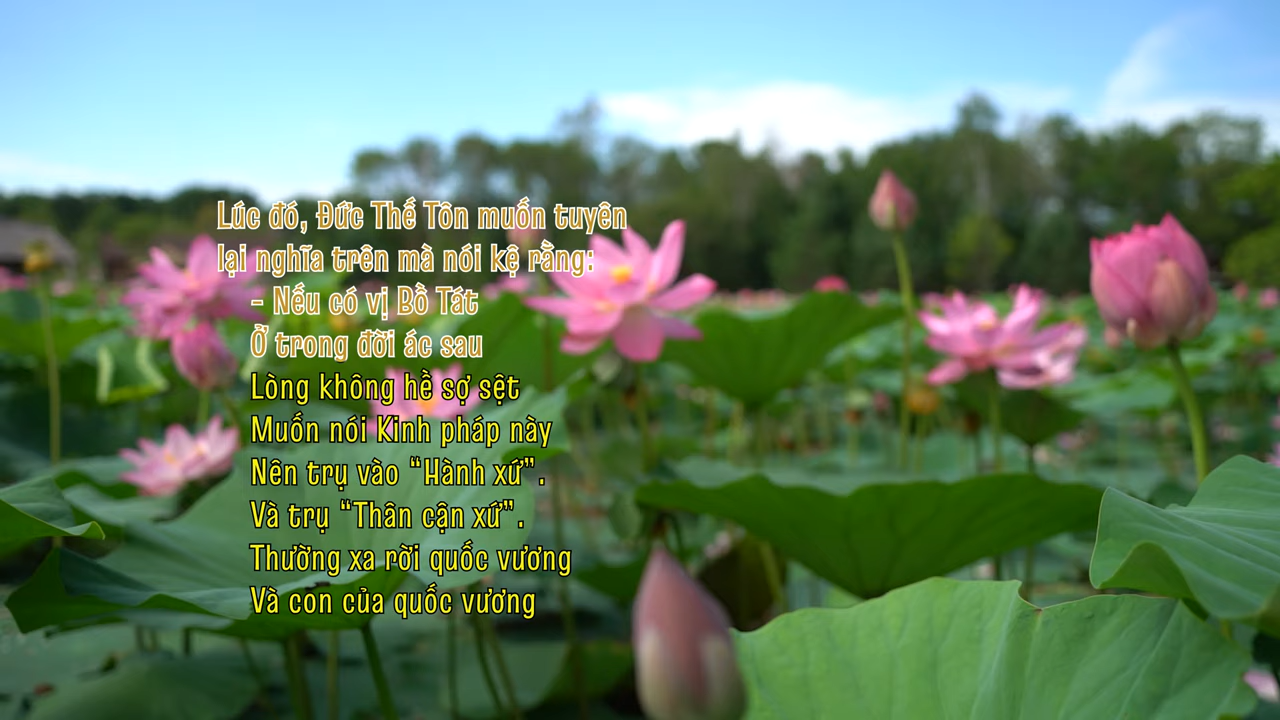 Lúc đó, Đức Thế Tôn muốn tuyên
lại nghĩa trên mà nói kệ rằng:
- Nếu có vị Bồ Tát
Ở trong đời ác sau
Lòng không hề sợ sệt
Muốn nói Kinh pháp này
Nên trụ vào “Hành xứ”.
Và trụ “Thân cận xứ”.
Thường xa rời quốc vương
Và con của quốc vương